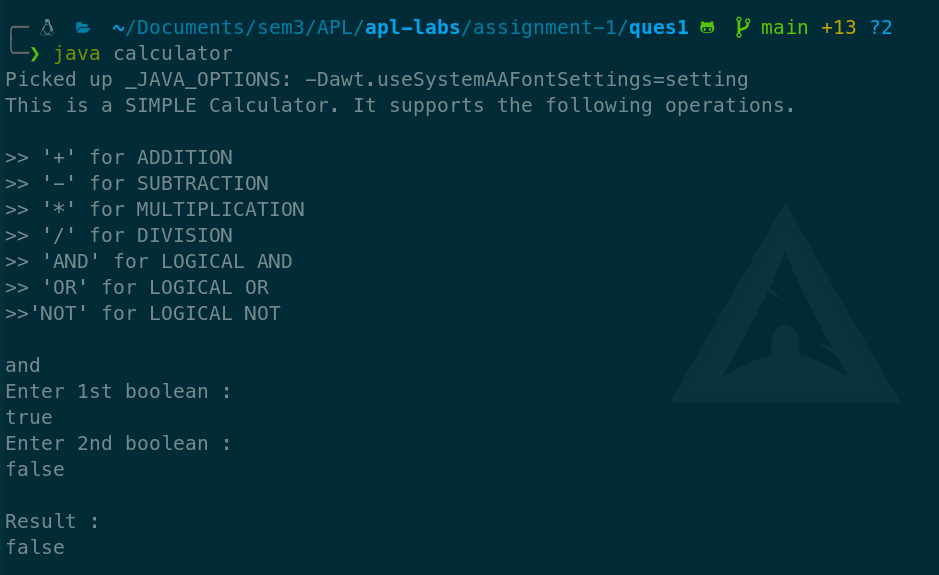 ~/Documents/sem3/APL/apl-labs/assignment-1/ques1 main +13 ?2
❯ java calculator
Picked up _JAVA_OPTIONS: -Dawt.useSystemAAFontSettings=setting
This is a SIMPLE Calculator. It supports the following operations.
>> '+' for ADDITION
>> '-' for SUBTRACTION
>> '*' for MULTIPLICATION
>> '/' for DIVISION
>> 'AND' for LOGICAL AND
>> 'OR' for LOGICAL OR
>>'NOT' for LOGICAL NOT
and
Enter 1st boolean :
true
Enter 2nd boolean :
false
Result :
false